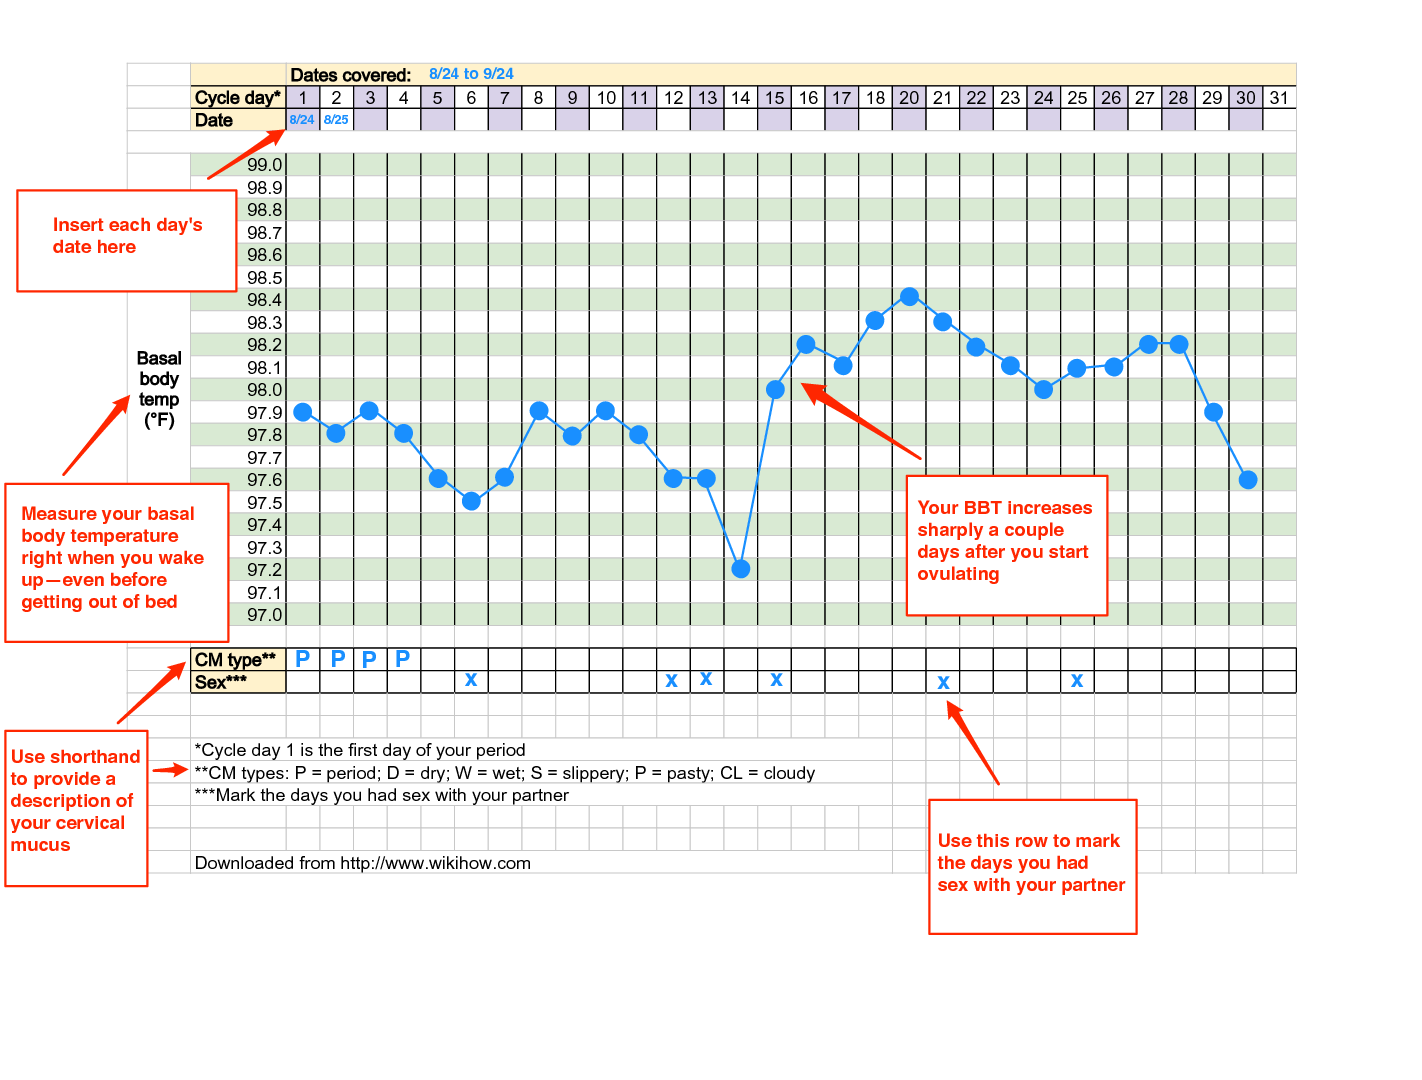 Dates covered: 8/24 to 9/24
Cycle day* 1 2 3 4 5 6 7 8 9 10 11 12 13 14 15 16 17 18 20 21 22 23 24 25 26 27 28 29 30 31
Date 8/24 8/25
99.0
98.9
98.8
98.7
98.6
98.5
98.4
98.3
98.2
98.1
98.0
97.9
97.8
97.7
97.6
97.5
97.4
97.3
97.2
97.1
97.0
Insert each day's
date here
Basal
body
temp
(°F)
Measure your basal
body temperature
right when you wake
up—even before
getting out of bed
Your BBT increases
sharply a couple
days after you start
ovulating
CM type** P P P P
Sex*** x x x x x x
Use shorthand
to provide a
description of
your cervical
mucus
*Cycle day 1 is the first day of your period
**CM types: P = period; D = dry; W = wet; S = slippery; P = pasty; CL = cloudy
***Mark the days you had sex with your partner
Use this row to mark
the days you had
sex with your partner
Downloaded from http://www.wikihow.com